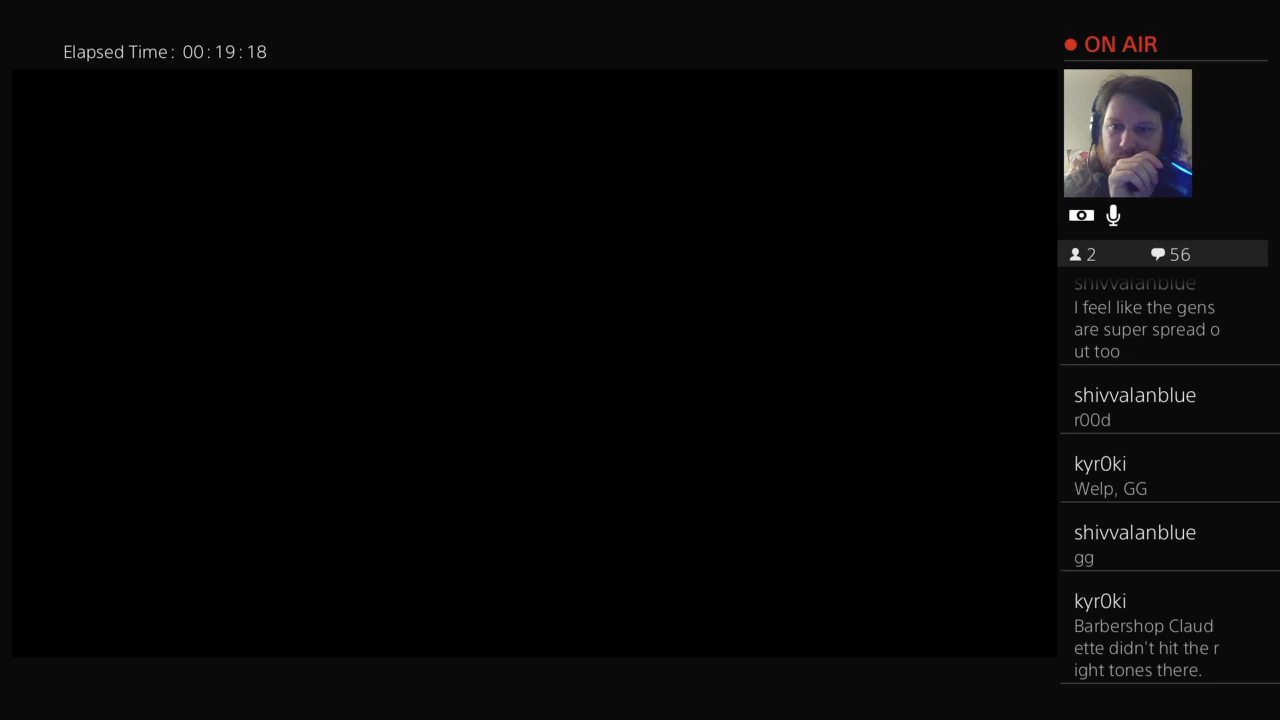 Elapsed Time: 00:19:18
ON AIR
2
56
shivvalanblue
I feel like the gens
are super spread o
ut too
shivvalanblue
r00d
kyr0ki
Welp, GG
shivvalanblue
gg
kyr0ki
Barbershop Claud
ette didn't hit the r
ight tones there.